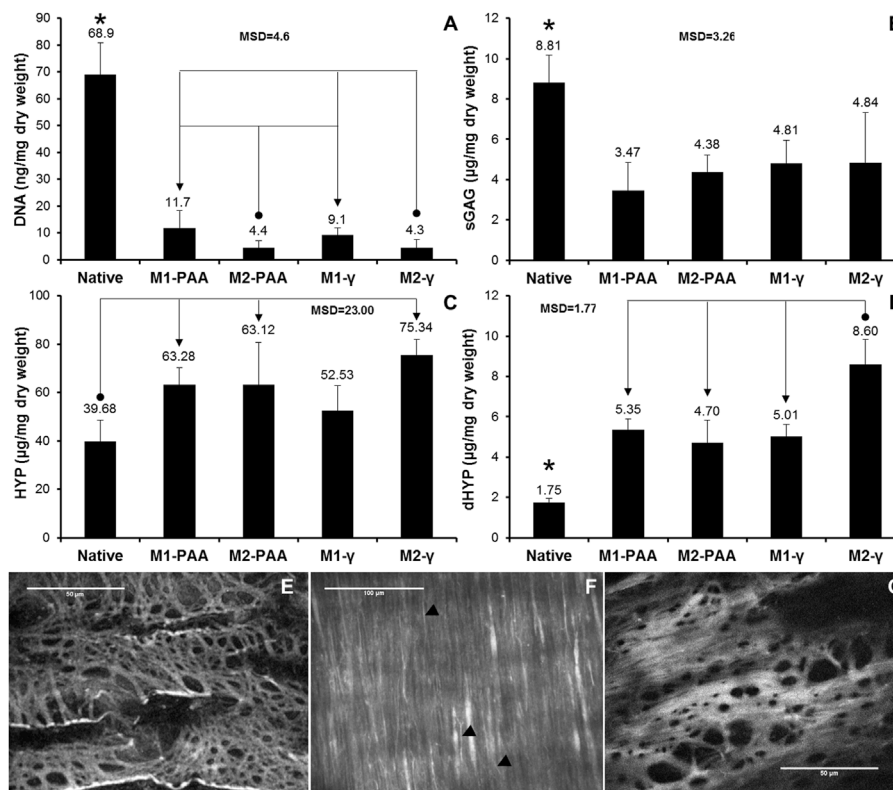 A
MSD=4.6
*
68.9
11.7
4.4
9.1
4.3
DNA (ng/mg dry weight)
90
80
70
60
50
40
30
20
10
0
Native M1-PAA M2-PAA M1-γ M2-γ
MSD=3.26
*
8.81
3.47
4.38
4.81
4.84
sGAG (µg/mg dry weight)
12
10
8
6
4
2
0
Native M1-PAA M2-PAA M1-γ M2-γ
C
MSD=23.00
39.68
63.28
63.12
52.53
75.34
HYP (µg/mg dry weight)
100
80
60
40
20
0
Native M1-PAA M2-PAA M1-γ M2-γ
MSD=1.77
*
1.75
5.35
4.70
5.01
8.60
dHYP (µg/mg dry weight)
12
10
8
6
4
2
0
Native M1-PAA M2-PAA M1-γ M2-γ
E
50 µm
F
100 µm
50 µm